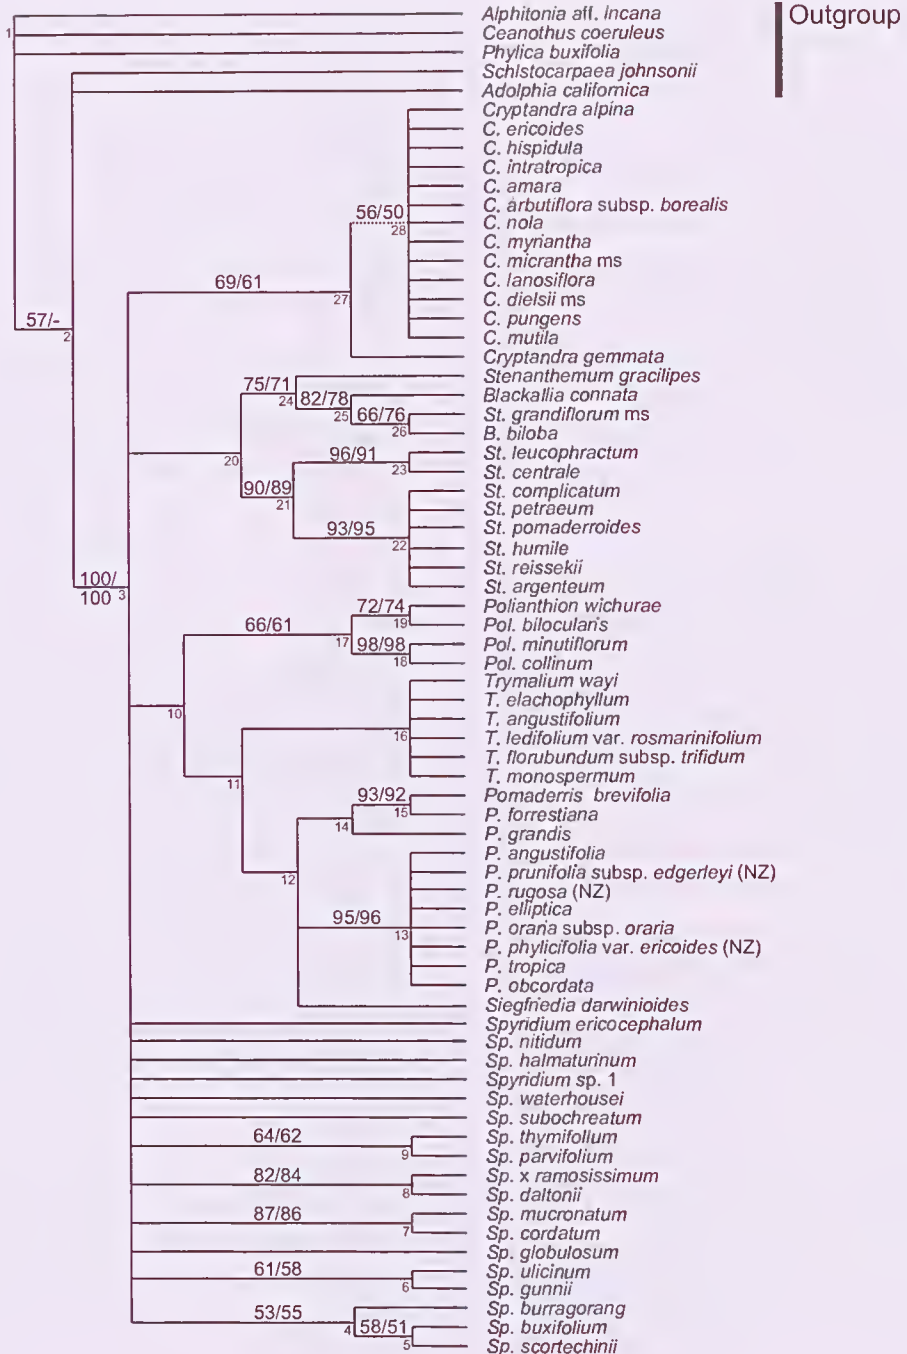 Alphitonia aff. incana
Outgroup
1
Ceanothus coeruleus
Phylica buxifolia
Schistocarpaea johnsonii
Adolphia californica
Cryptandra alpina
C. ericoides
C. hispidula
C. intratropica
C. amara
C. arbutiflora subsp. borealis
56/50
C. nola
28
C. myriantha
C. micrantha ms
69/61
C. lanosiflora
27
C. dielsii ms
57/-
C. pungens
2
C. mutila
Cryptandra gemmata
75/71
Stenanthemum gracilipes
24
82/78
Blackallia connata
25
66/76
St. grandiflorum ms
26
B. biloba
96/91
St. leucophractum
20
23
St. centrale
90/89
St. complicatum
21
St. petraeum
93/95
St. pomaderroides
22
St. humile
St. reissekii
100/
100
3
St. argenteum
72/74
Polianthion wichurae
66/61
19
Pol. bilocularis
17
98/98
Pol. minutiflorum
18
Pol. collinum
Trymalium wayi
T. elachophyllum
10
T. angustifolium
16
T. ledifolium var. rosmarinifolium
T. florubundum subsp. trifidum
11
T. monospermum
93/92
Pomaderris brevifolia
15
P. forrestiana
14
P. grandis
P. angustifolia
12
P. prunifolia subsp. edgerleyi (NZ)
P. rugosa (NZ)
95/96
P. elliptica
13
P. oraria subsp. oraria
P. phylicifolia var. ericoides (NZ)
P. tropica
P. obcordata
Siegfriedia darwinioides
Spyridium ericocephalum
Sp. nitidum
Sp. halmaturinum
Spyridium sp. 1
Sp. waterhousei
Sp. subochreatum
64/62
Sp. thymifolium
9
Sp. parvifolium
82/84
Sp. x ramosissimum
8
Sp. daltonii
87/86
Sp. mucronatum
7
Sp. cordatum
Sp. globulosum
61/58
Sp. ulicinum
6
Sp. gunnii
53/55
Sp. burragorang
4
58/51
Sp. buxifolium
5
Sp. scortechinii